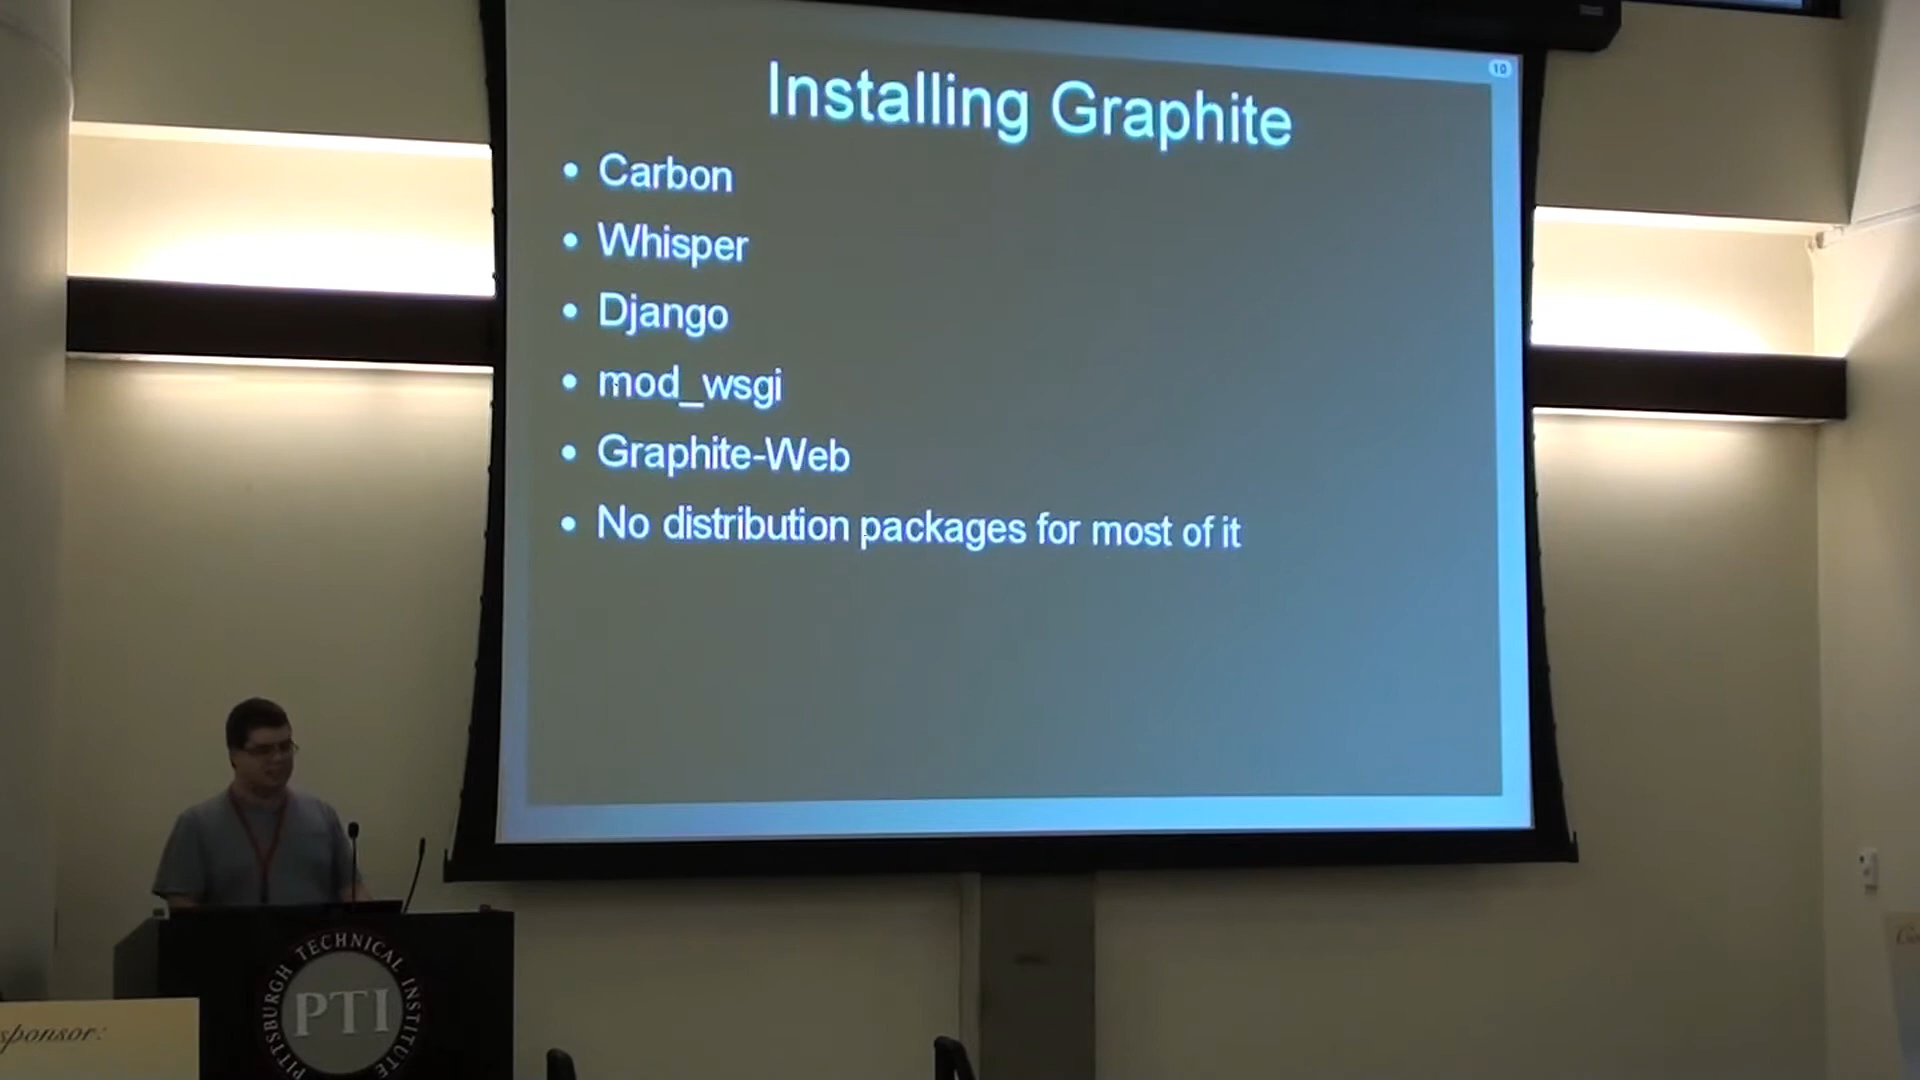 10
Installing Graphite
• Carbon
• Whisper
• Django
• mod_wsgi
• Graphite-Web
• No distribution packages for most of it
PITTSBURGH TECHNICAL INSTITUTE
PTI
sponsor: